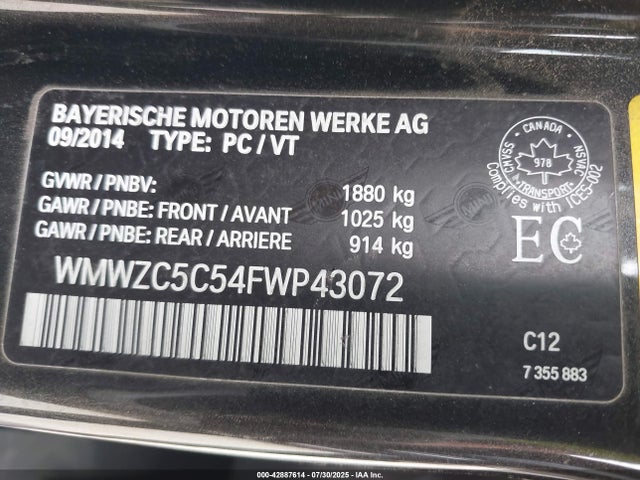 BAYERISCHE MOTOREN WERKE AG
09/2014 TYPE: PC / VT
GVWR / PNBV: 1880 kg
GAWR / PNBE: FRONT / AVANT 1025 kg
GAWR / PNBE: REAR / ARRIERE 914 kg
WMWZC5C54FWP43072
CANADA
978
TRANSPORT
CMVSS
NSVAC
Complies with ICES-002
EC
MINI
C12
7 355 883
000-42887614 | 07/30/2025 - IAA Inc.